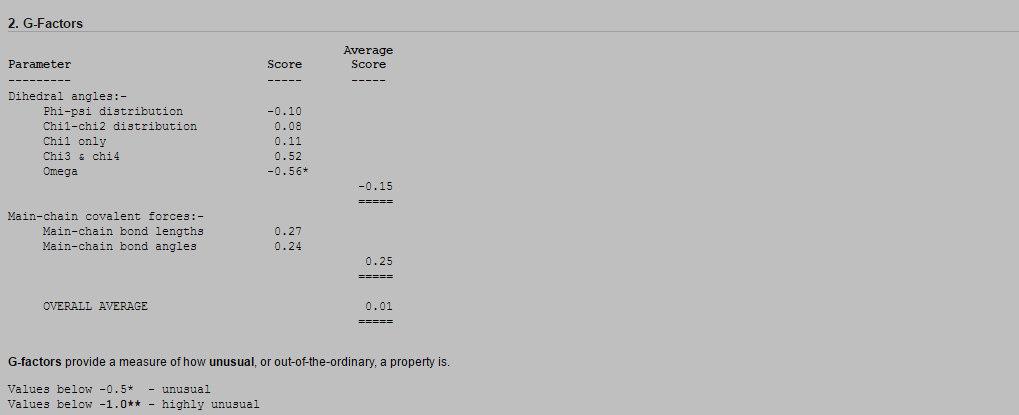 2. G-Factors
Average
Parameter Score Score
--------- ----- -----
Dihedral angles:-
Phi-psi distribution -0.10
Chi1-chi2 distribution 0.08
Chi1 only 0.11
Chi3 & chi4 0.52
Omega -0.56*
-0.15
=====
Main-chain covalent forces:-
Main-chain bond lengths 0.27
Main-chain bond angles 0.24
0.25
=====
OVERALL AVERAGE 0.01
=====
G-factors provide a measure of how unusual, or out-of-the-ordinary, a property is.
Values below -0.5* - unusual
Values below -1.0** - highly unusual